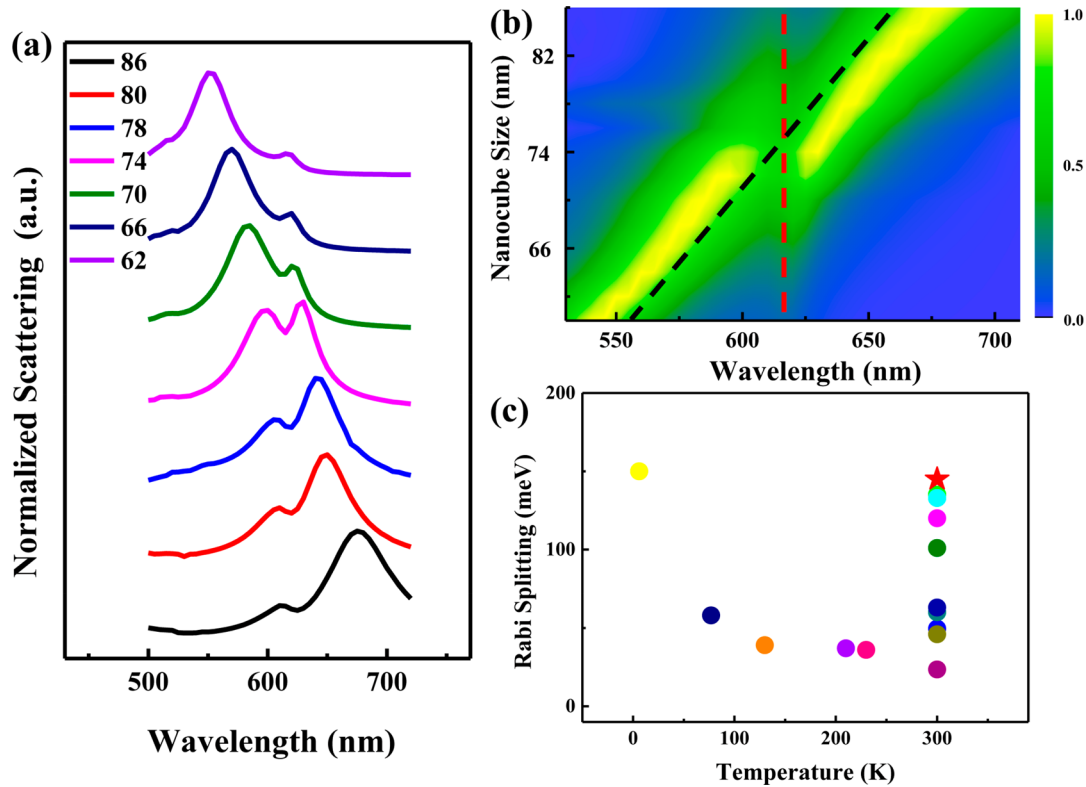 (a)
86
80
78
74
70
66
62
Normalized Scattering (a.u.)
500 600 700
Wavelength (nm)
(b)
Nanocube Size (nm)
82
74
66
550 600 650 700
Wavelength (nm)
1.0
0.5
0.0
(c)
Rabi Splitting (meV)
200
150
100
50
0
0 100 200 300
Temperature (K)